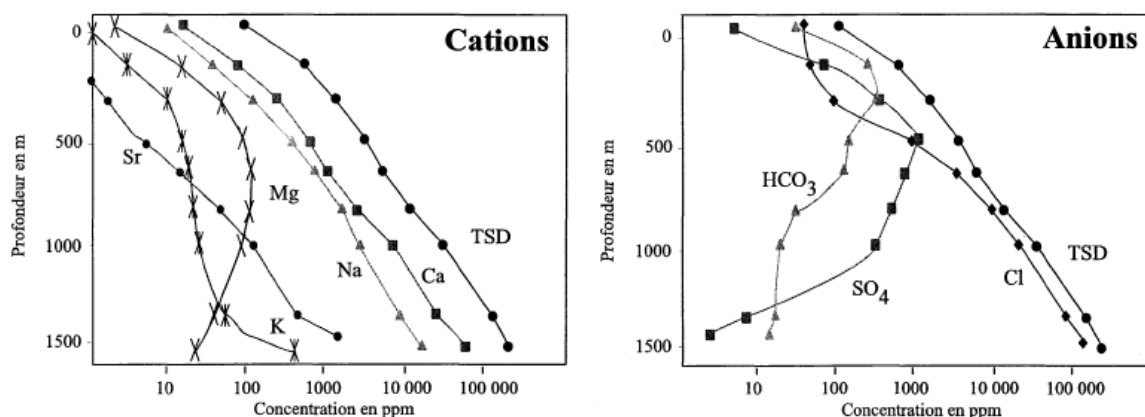 Cations
Profondeur en m
0
500
1000
1500
Sr
Mg
TSD
Na
Ca
K
10
100
1000
10 000
100 000
Concentration en ppm
Anions
Profondeur en m
0
500
1000
1500
HCO3
TSD
SO4
Cl
10
100
1000
10 000
100 000
Concentration en ppm